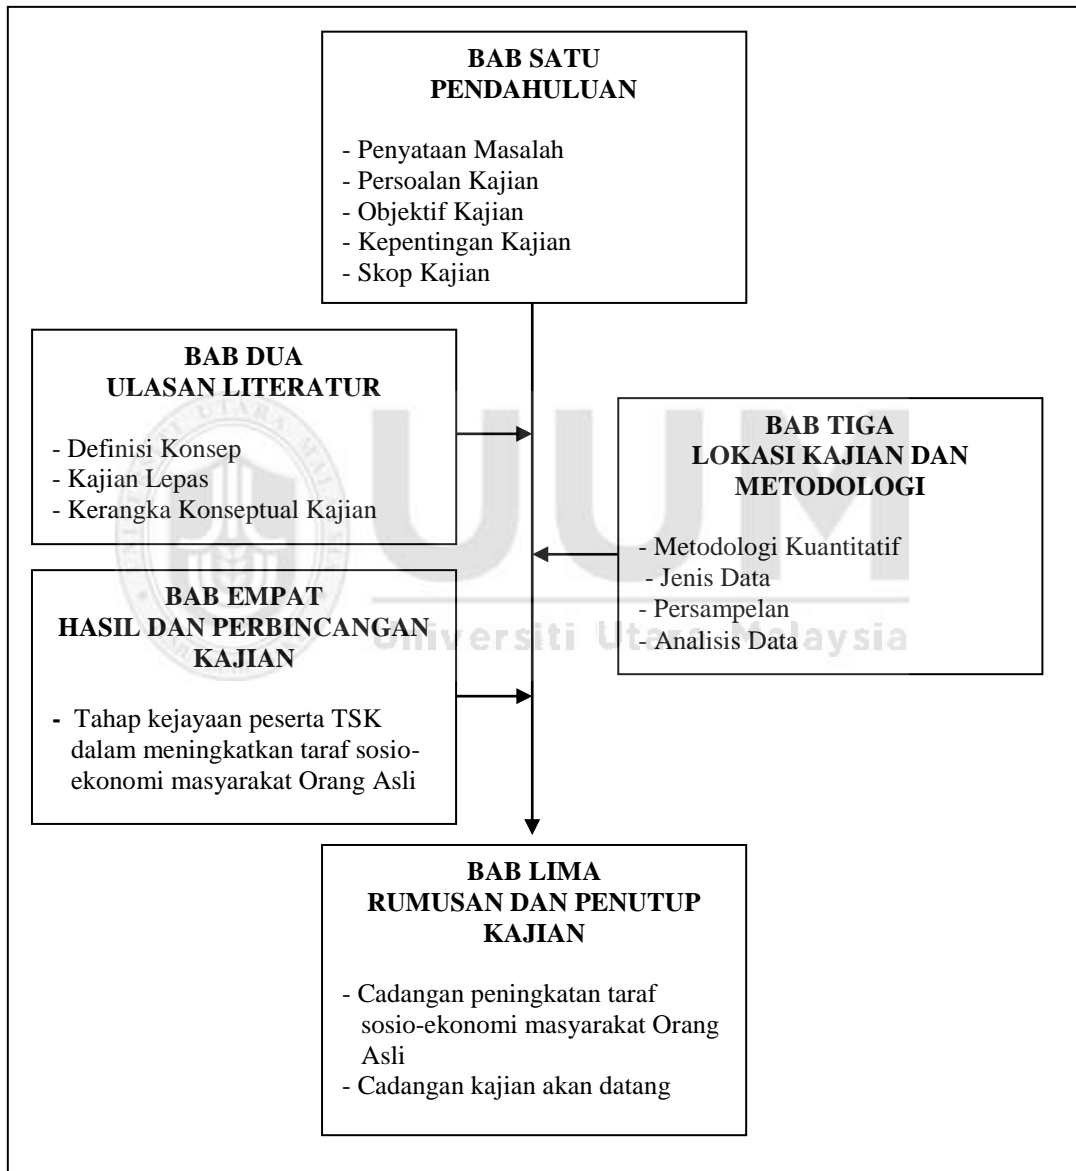 BAB SATU
PENDAHULUAN
- Penyataan Masalah
- Persoalan Kajian
- Objektif Kajian
- Kepentingan Kajian
- Skop Kajian
BAB DUA
ULASAN LITERATUR
- Definisi Konsep
- Kajian Lepas
- Kerangka Konseptual Kajian
BAB TIGA
LOKASI KAJIAN DAN
METODOLOGI
- Metodologi Kuantitatif
- Jenis Data
- Persampelan
- Analisis Data
BAB EMPAT
HASIL DAN PERBINCANGAN
KAJIAN
- Tahap kejayaan peserta TSK
dalam meningkatkan taraf sosio-
ekonomi masyarakat Orang Asli
BAB LIMA
RUMUSAN DAN PENUTUP
KAJIAN
- Cadangan peningkatan taraf
sosio-ekonomi masyarakat Orang
Asli
- Cadangan kajian akan datang
UUM
Universiti Utara Malaysia